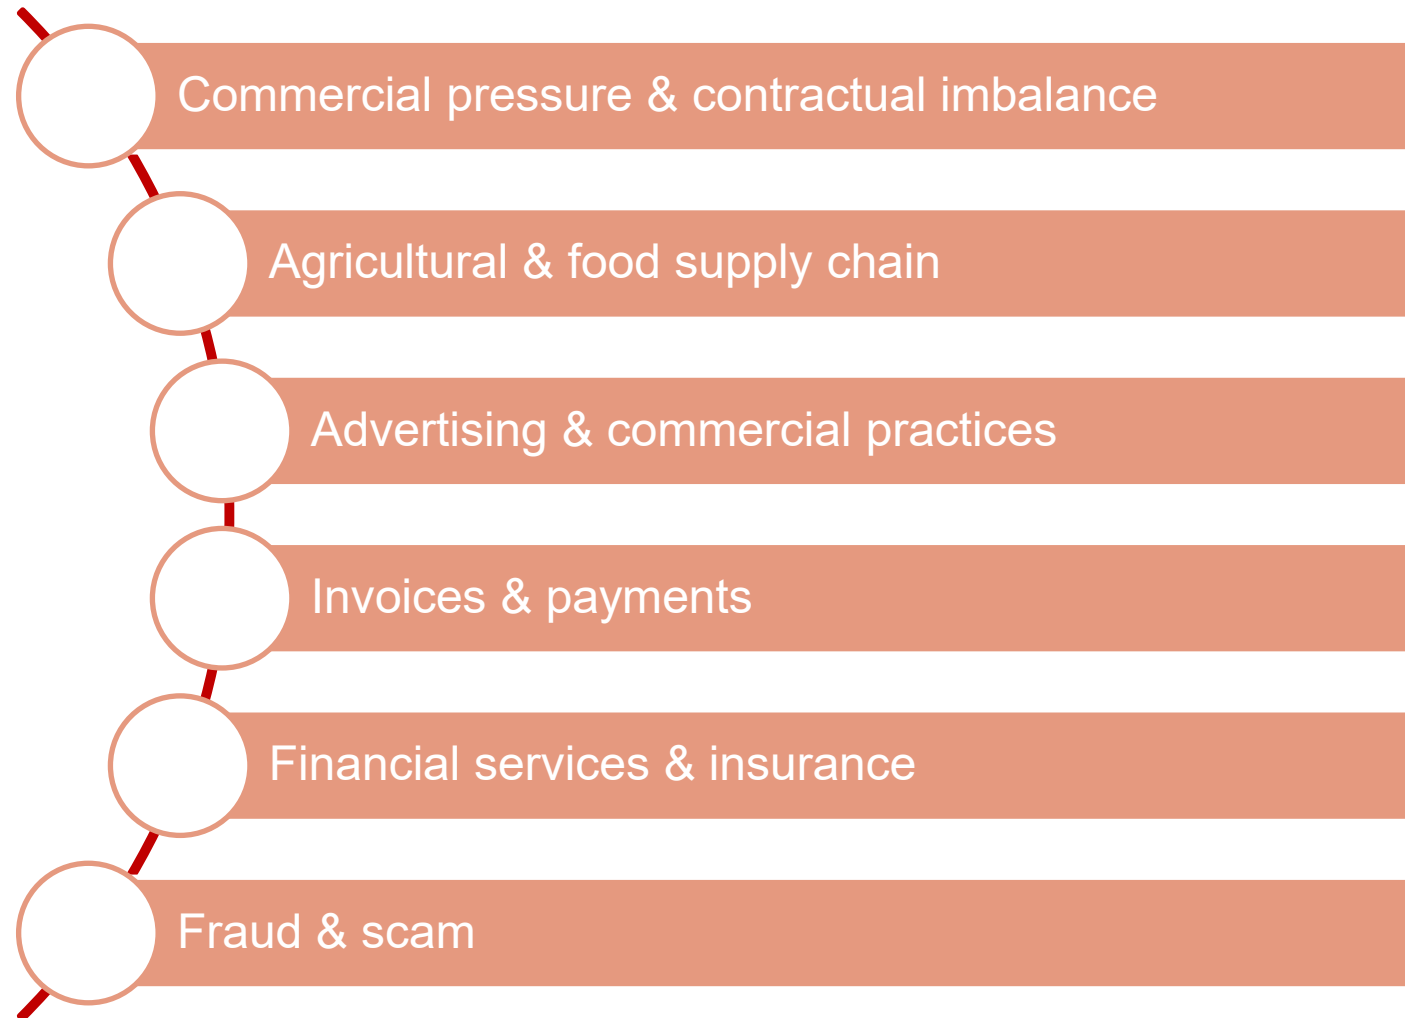 Commercial pressure & contractual imbalance
Agricultural & food supply chain
Advertising & commercial practices
Invoices & payments
Financial services & insurance
Fraud & scam